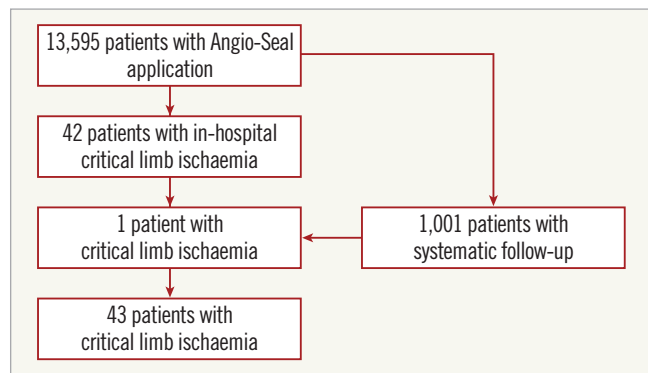 13,595 patients with Angio-Seal
application
42 patients with in-hospital
critical limb ischaemia
1 patient with
critical limb ischaemia
1,001 patients with
systematic follow-up
43 patients with
critical limb ischaemia